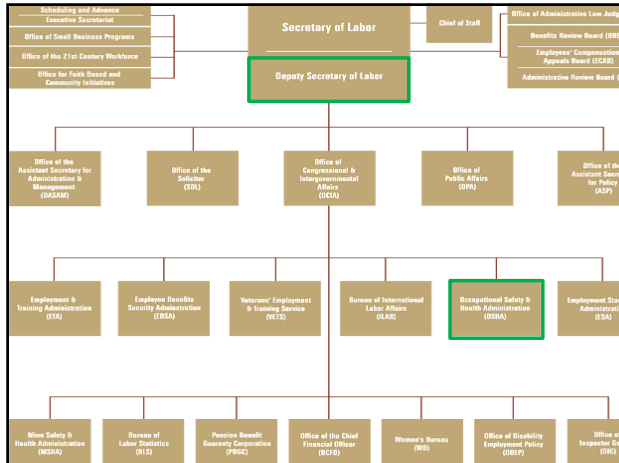 Scheduling and Advance
Executive Secretariat
Office of Small Business Programs
Office of the 21st Century Workforce
Office for Faith Based and
Community Initiatives
Secretary of Labor
Deputy Secretary of Labor
Chief of Staff
Office of Administrative Law Judg
Benefits Review Board (BRB
Employees' Compensation
Appeals Board (ECAB)
Administrative Review Board (
Office of the
Assistant Secretary for
Administration &
Management
(OASAM)
Office of the
Solicitor
(SOL)
Office of
Congressional &
Intergovernmental
Affairs
(OCIA)
Office of
Public Affairs
(OPA)
Office of the
Assistant Secre
for Policy
(ASP)
Employment &
Training Administration
(ETA)
Employee Benefits
Security Administration
(EBSA)
Veterans' Employment
& Training Service
(VETS)
Bureau of International
Labor Affairs
(ILAB)
Occupational Safety &
Health Administration
(OSHA)
Employment Stan
Administrati
(ESA)
Mine Safety &
Health Administration
(MSHA)
Bureau of
Labor Statistics
(BLS)
Pension Benefit
Guaranty Corporation
(PBGC)
Office of the Chief
Financial Officer
(OCFO)
Women's Bureau
(WB)
Office of Disability
Employment Policy
(ODEP)
Office of
Inspector Ge
(OIG)